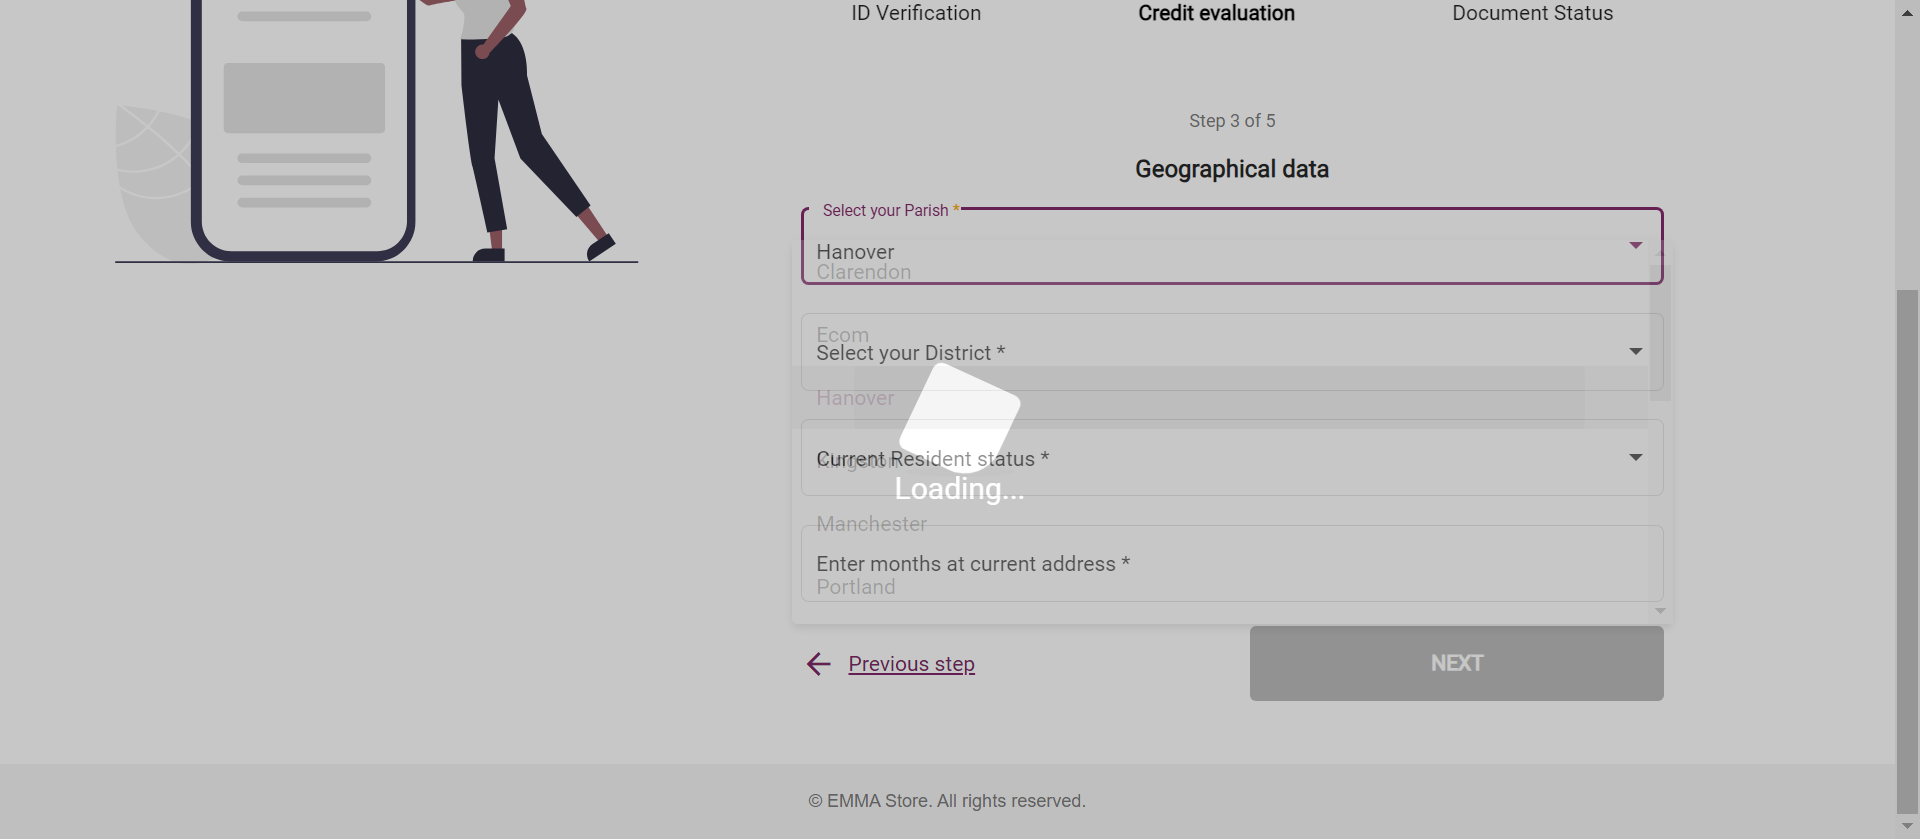 ID Verification
Credit evaluation
Document Status
Step 3 of 5
Geographical data
Select your Parish *
Hanover
Clarendon
Ecom
Select your District *
Hanover
Current Resident status *
Kingston
Loading...
Manchester
Enter months at current address *
Portland
Previous step
NEXT
© EMMA Store. All rights reserved.